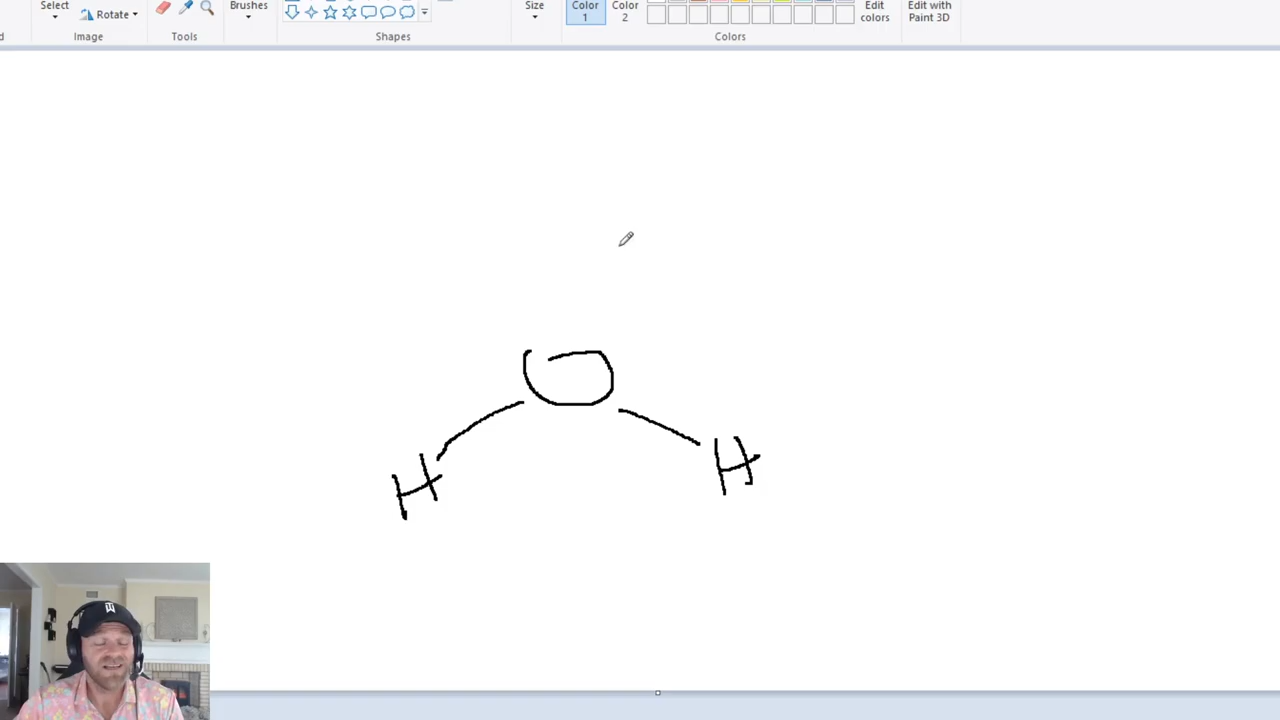 Select
Rotate
Image
Tools
Brushes
Shapes
Size
Color 1
Color 2
Edit colors
Colors
Edit with Paint 3D
O
H
H